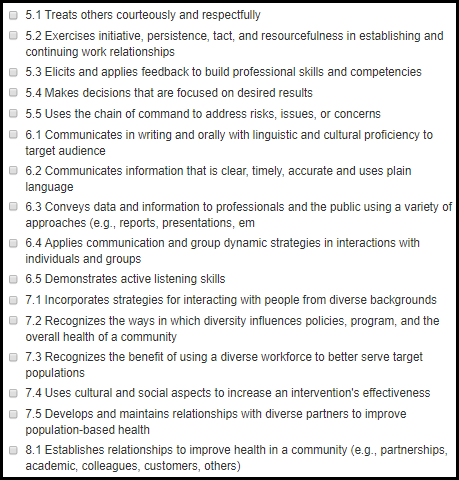 5.1 Treats others courteously and respectfully
5.2 Exercises initiative, persistence, tact, and resourcefulness in establishing and
continuing work relationships
5.3 Elicits and applies feedback to build professional skills and competencies
5.4 Makes decisions that are focused on desired results
5.5 Uses the chain of command to address risks, issues, or concerns
6.1 Communicates in writing and orally with linguistic and cultural proficiency to
target audience
6.2 Communicates information that is clear, timely, accurate and uses plain
language
6.3 Conveys data and information to professionals and the public using a variety of
approaches (e.g., reports, presentations, em
6.4 Applies communication and group dynamic strategies in interactions with
individuals and groups
6.5 Demonstrates active listening skills
7.1 Incorporates strategies for interacting with people from diverse backgrounds
7.2 Recognizes the ways in which diversity influences policies, program, and the
overall health of a community
7.3 Recognizes the benefit of using a diverse workforce to better serve target
populations
7.4 Uses cultural and social aspects to increase an intervention's effectiveness
7.5 Develops and maintains relationships with diverse partners to improve
population-based health
8.1 Establishes relationships to improve health in a community (e.g., partnerships,
academic, colleagues, customers, others)